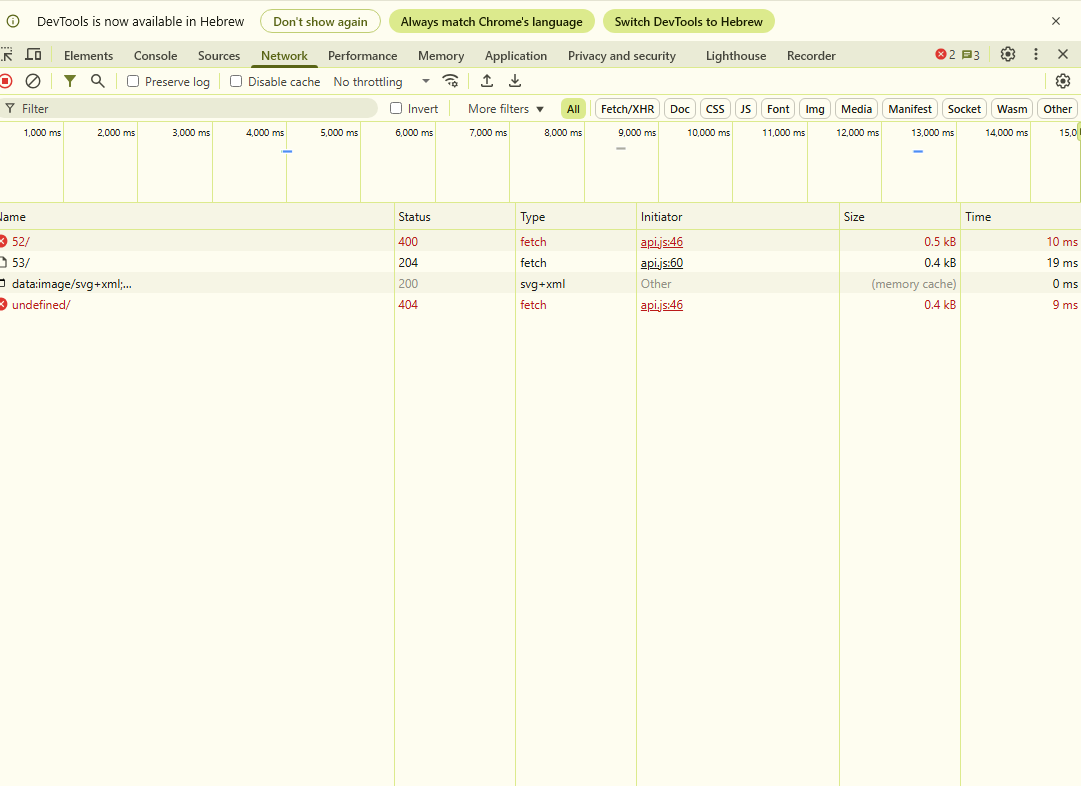 DevTools is now available in Hebrew Don't show again Always match Chrome's language Switch DevTools to Hebrew
Elements Console Sources Network Performance Memory Application Privacy and security Lighthouse Recorder 2 3
Preserve log Disable cache No throttling
Filter Invert More filters All Fetch/XHR Doc CSS JS Font Img Media Manifest Socket Wasm Other
1,000 ms 2,000 ms 3,000 ms 4,000 ms 5,000 ms 6,000 ms 7,000 ms 8,000 ms 9,000 ms 10,000 ms 11,000 ms 12,000 ms 13,000 ms 14,000 ms 15,0
Name Status Type Initiator Size Time
52/ 400 fetch api.js:46 0.5 kB 10 ms
53/ 204 fetch api.js:60 0.4 kB 19 ms
data:image/svg+xml;... 200 svg+xml Other (memory cache) 0 ms
undefined/ 404 fetch api.js:46 0.4 kB 9 ms